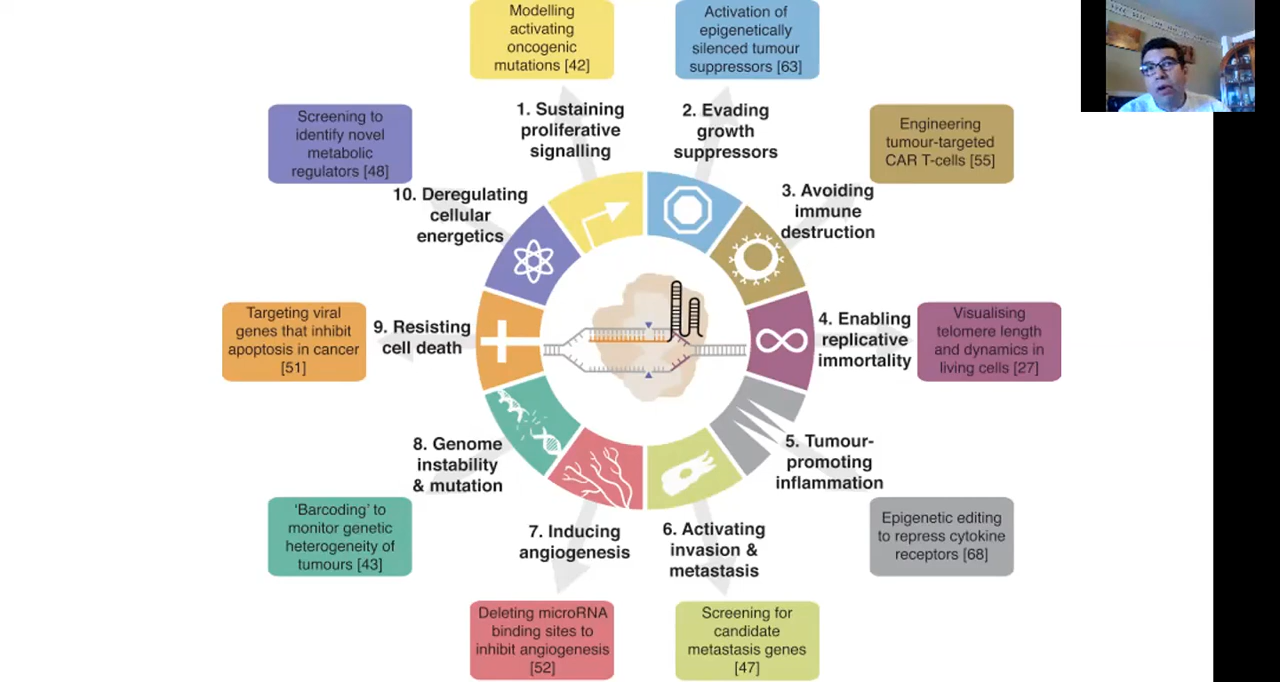 Modelling
activating
oncogenic
mutations [42]
Activation of
epigenetically
silenced tumour
suppressors [63]
1. Sustaining
proliferative
signalling
2. Evading
growth
suppressors
Engineering
tumour-targeted
CAR T-cells [55]
3. Avoiding
immune
destruction
Visualising
telomere length
and dynamics in
living cells [27]
4. Enabling
replicative
immortality
5. Tumour-
promoting
inflammation
Epigenetic editing
to repress cytokine
receptors [68]
6. Activating
invasion &
metastasis
Screening for
candidate
metastasis genes
[47]
7. Inducing
angiogenesis
Deleting microRNA
binding sites to
inhibit angiogenesis
[52]
8. Genome
instability
& mutation
'Barcoding' to
monitor genetic
heterogeneity of
tumours [43]
9. Resisting
cell death
Targeting viral
genes that inhibit
apoptosis in cancer
[51]
10. Deregulating
cellular
energetics
Screening to
identify novel
metabolic
regulators [48]